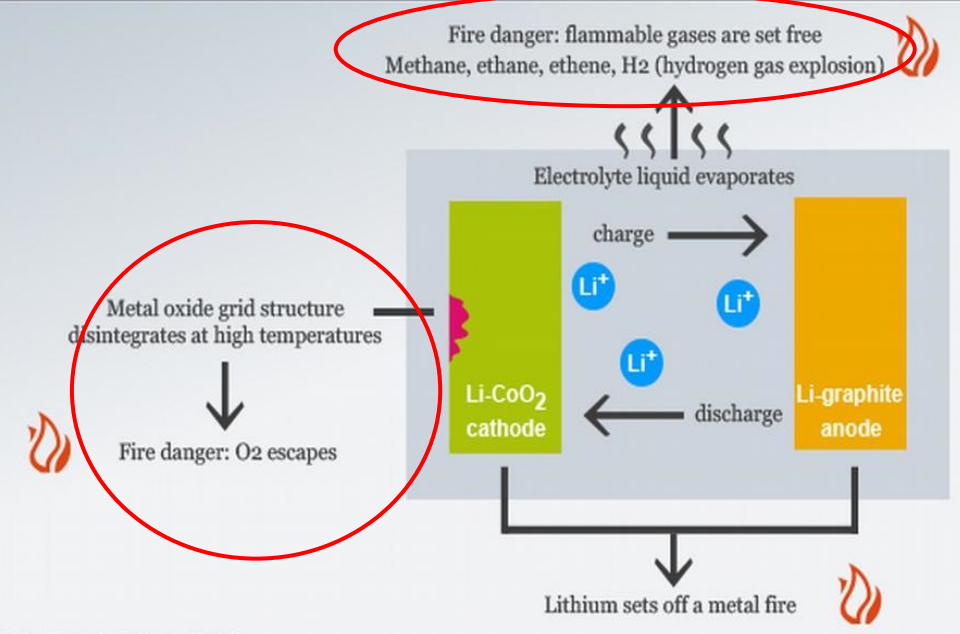 Fire danger: flammable gases are set free
Methane, ethane, ethene, H2 (hydrogen gas explosion)
Electrolyte liquid evaporates
charge
Li+
Li+
Li+
Metal oxide grid structure
disintegrates at high temperatures
Fire danger: O2 escapes
Li-CoO2
cathode
discharge
Li-graphite
anode
Lithium sets off a metal fire